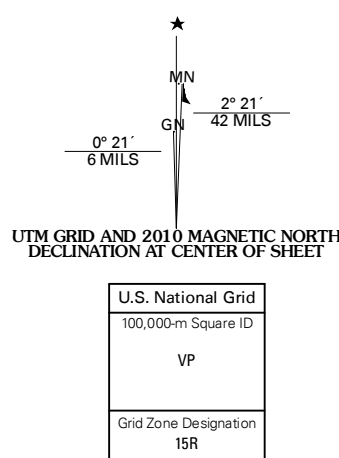 MN
2° 21´
42 MILS
GN
0° 21´
6 MILS
UTM GRID AND 2010 MAGNETIC NORTH
DECLINATION AT CENTER OF SHEET
U.S. National Grid
100,000-m Square ID
VP
Grid Zone Designation
15R